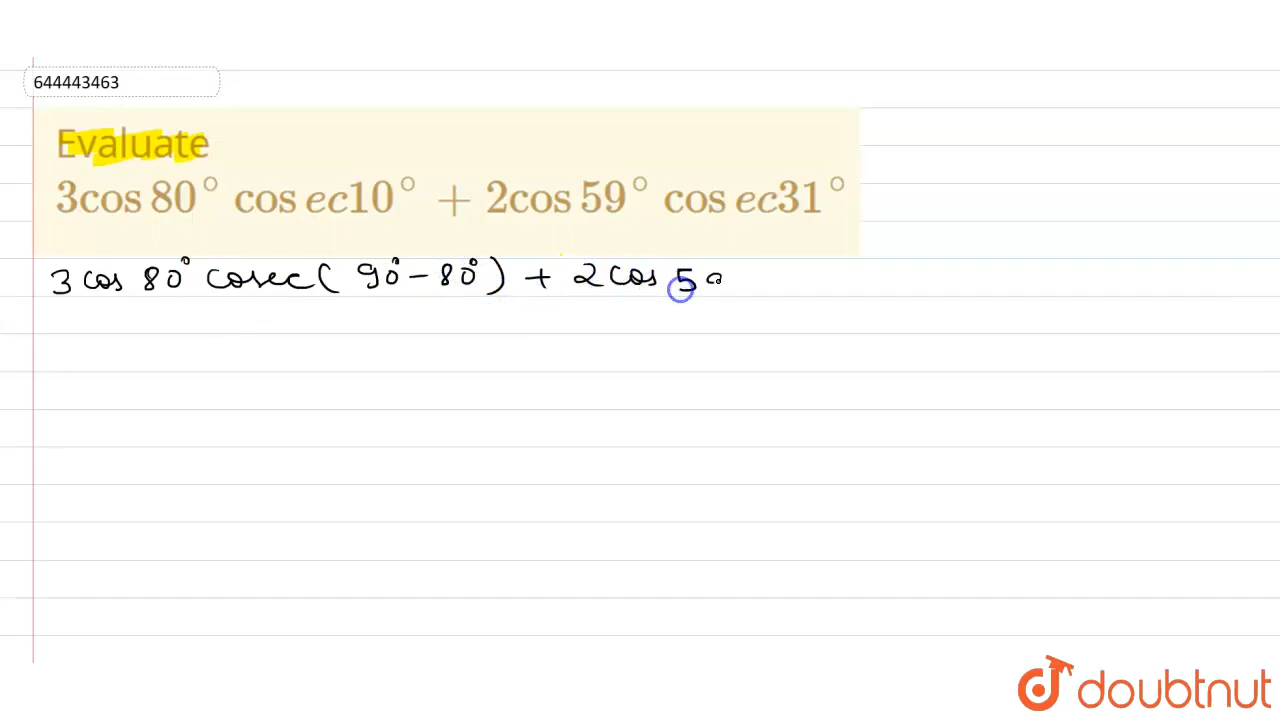 644443463
Evaluate
3cos 80° cos ec10° + 2cos 59° cos ec31°
3 cos 80° cosec( 90° - 80° ) + 2 cos 5
doubtnut